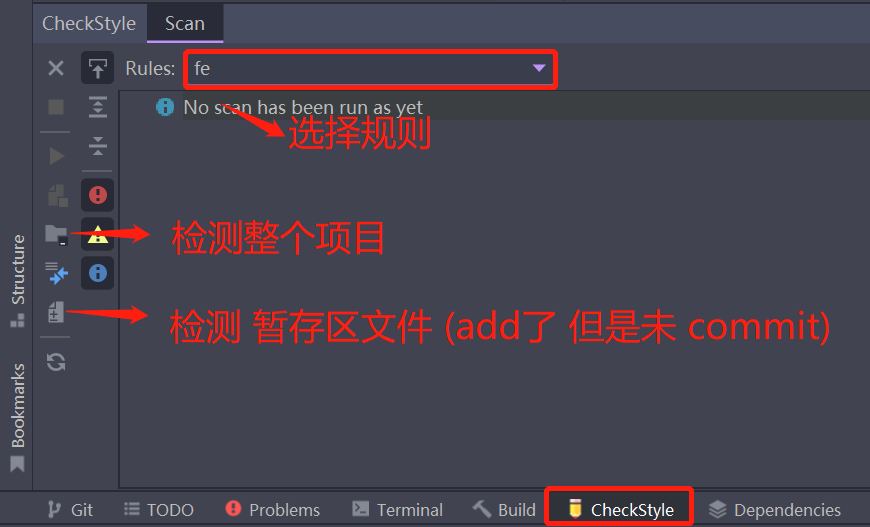 CheckStyle Scan
Rules: fe
No scan has been run as yet
选择规则
检测整个项目
检测 暂存区文件 (add了 但是未 commit)
Structure
Bookmarks
Git TODO Problems Terminal Build CheckStyle Dependencies